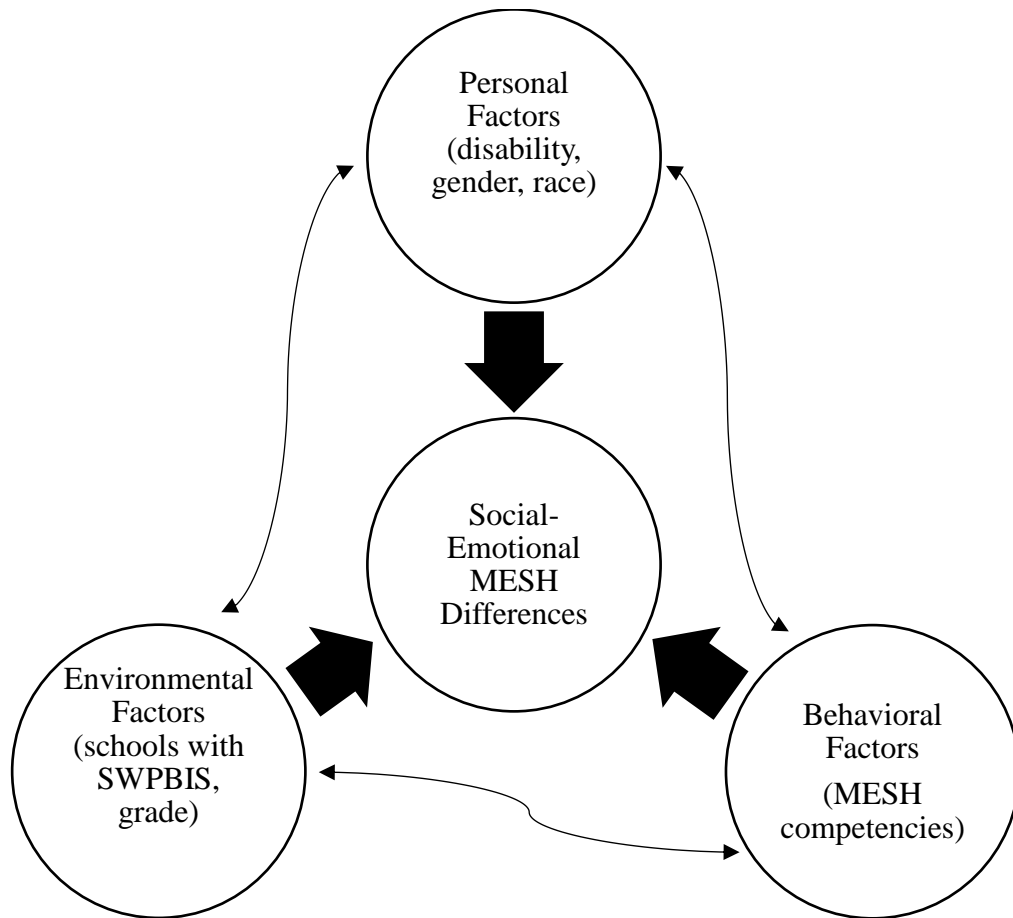 Personal
Factors
(disability,
gender, race)
Social-
Emotional
MESH
Differences
Environmental
Factors
(schools with
SWPBIS,
grade)
Behavioral
Factors
(MESH
competencies)